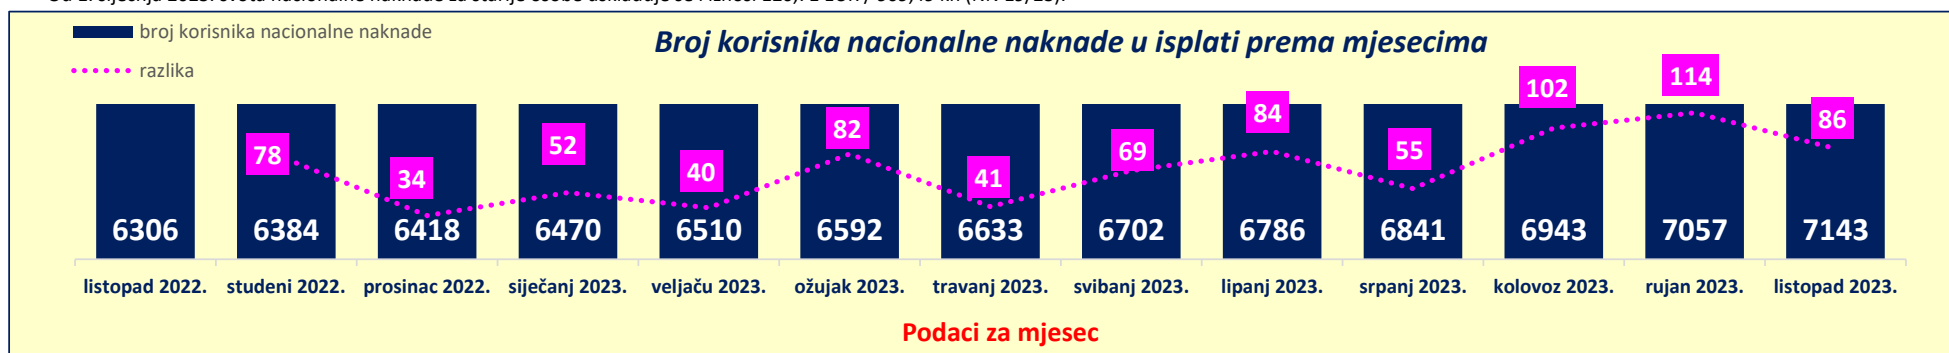 broj korisnika nacionalne naknade
razlika
Broj korisnika nacionalne naknade u isplati prema mjesecima
78 34 52 40 82 41 69 84 55 102 114 86
6306 6384 6418 6470 6510 6592 6633 6702 6786 6841 6943 7057 7143
listopad 2022. studeni 2022. prosinac 2022. siječanj 2023. veljaču 2023. ožujak 2023. travanj 2023. svibanj 2023. lipanj 2023. srpanj 2023. kolovoz 2023. rujan 2023. listopad 2023.
Podaci za mjesec